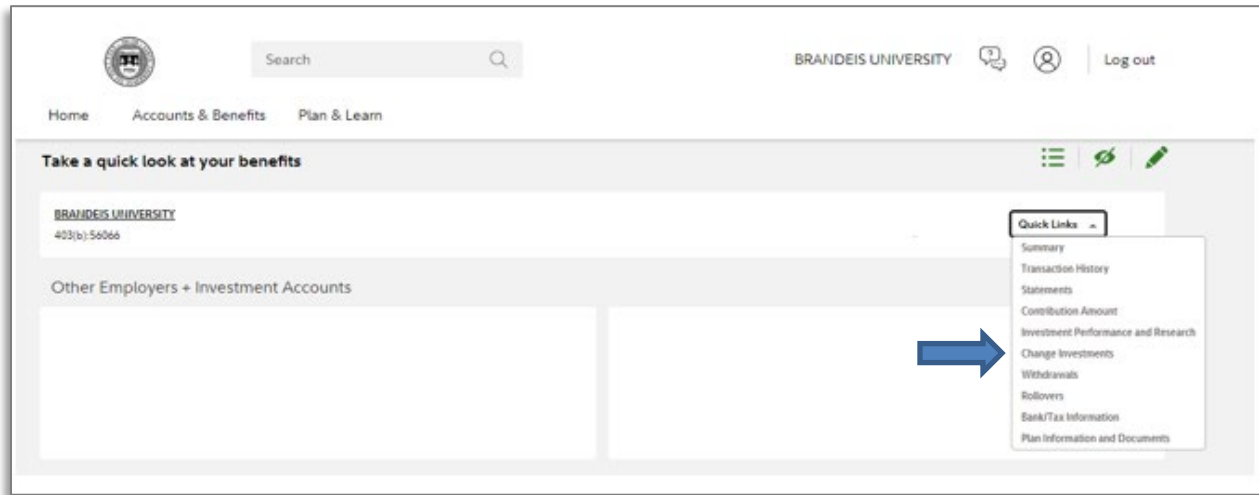 Search
BRANDEIS UNIVERSITY
Log out
Home Accounts & Benefits Plan & Learn
Take a quick look at your benefits
BRANDEIS UNIVERSITY
403(b):56066
Quick Links
Summary
Transaction History
Statements
Contribution Amount
Investment Performance and Research
Change Investments
Withdrawals
Rollovers
Bank/Tax Information
Plan Information and Documents
Other Employers + Investment Accounts